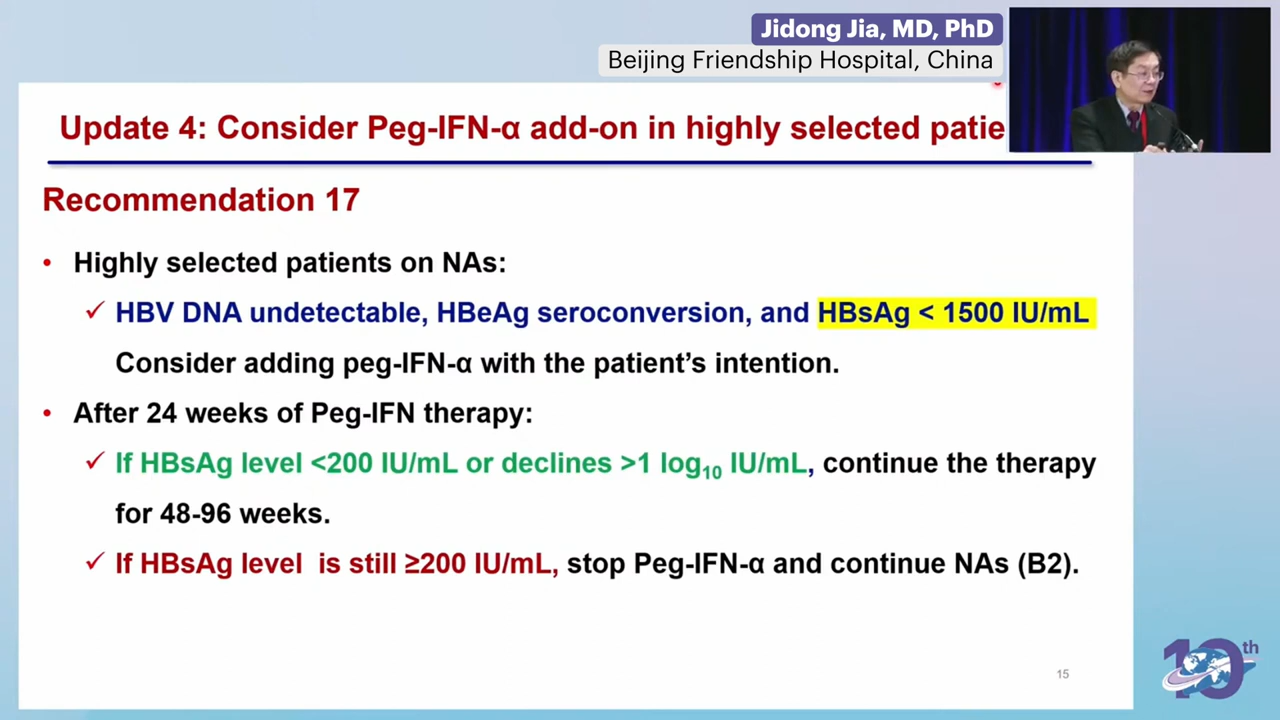 Jidong Jia, MD, PhD
Beijing Friendship Hospital, China
Update 4: Consider Peg-IFN-α add-on in highly selected patie
Recommendation 17
• Highly selected patients on NAs:
✓ HBV DNA undetectable, HBeAg seroconversion, and HBsAg < 1500 IU/mL
Consider adding peg-IFN-α with the patient’s intention.
• After 24 weeks of Peg-IFN therapy:
✓ If HBsAg level <200 IU/mL or declines >1 log₁₀ IU/mL, continue the therapy
for 48-96 weeks.
✓ If HBsAg level is still ≥200 IU/mL, stop Peg-IFN-α and continue NAs (B2).
15
10th